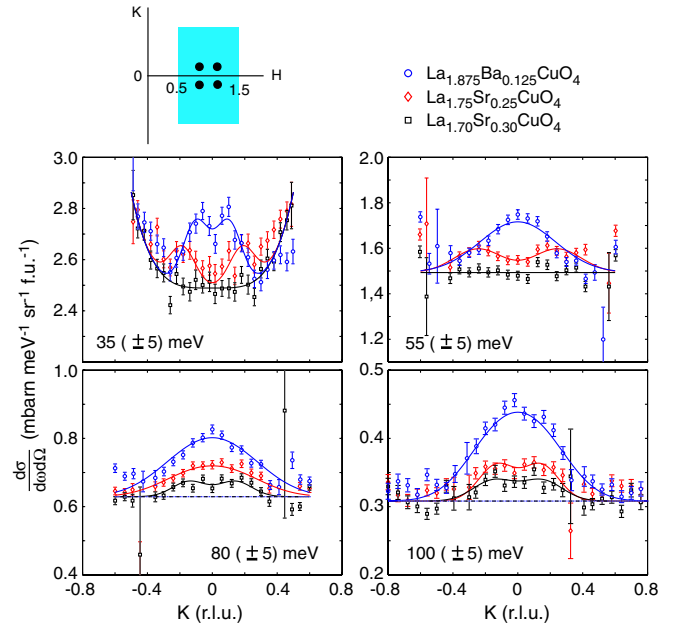 K
0
0.5
1.5
H
La1.875Ba0.125CuO4
La1.75Sr0.25CuO4
La1.70Sr0.30CuO4
3.0
2.8
2.6
2.4
35 (±5) meV
2.0
1.8
1.6
1.4
1.2
55 (±5) meV
dσ/dωdΩ (mbarn meV-1 sr-1 f.u.-1)
1.0
0.8
0.6
0.4
80 (±5) meV
0.5
0.4
0.3
0.2
100 (±5) meV
-0.8 -0.4 0 0.4 0.8
-0.4 0 0.4 0.8
K (r.l.u.)
K (r.l.u.)